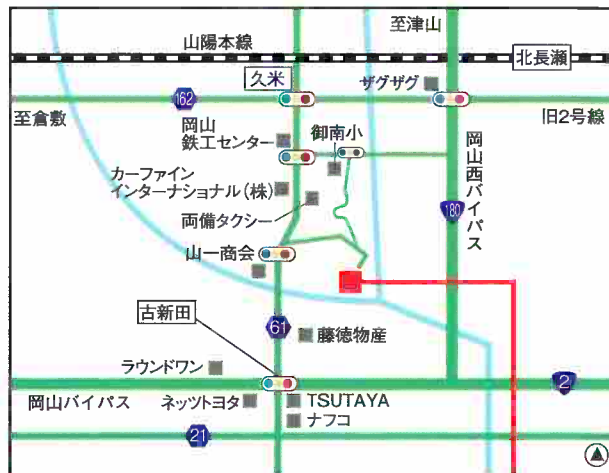 至津山
山陽本線
北長瀬
久米
ザグザグ
162
至倉敷
旧2号線
岡山
鉄工センター
御南小
岡山西バイパス
カーファイン
インターナショナル(株)
両備タクシー
180
山一商会
古新田
61
藤徳物産
ラウンドワン
2
岡山バイパス
ネッツトヨタ
TSUTAYA
ナフコ
21